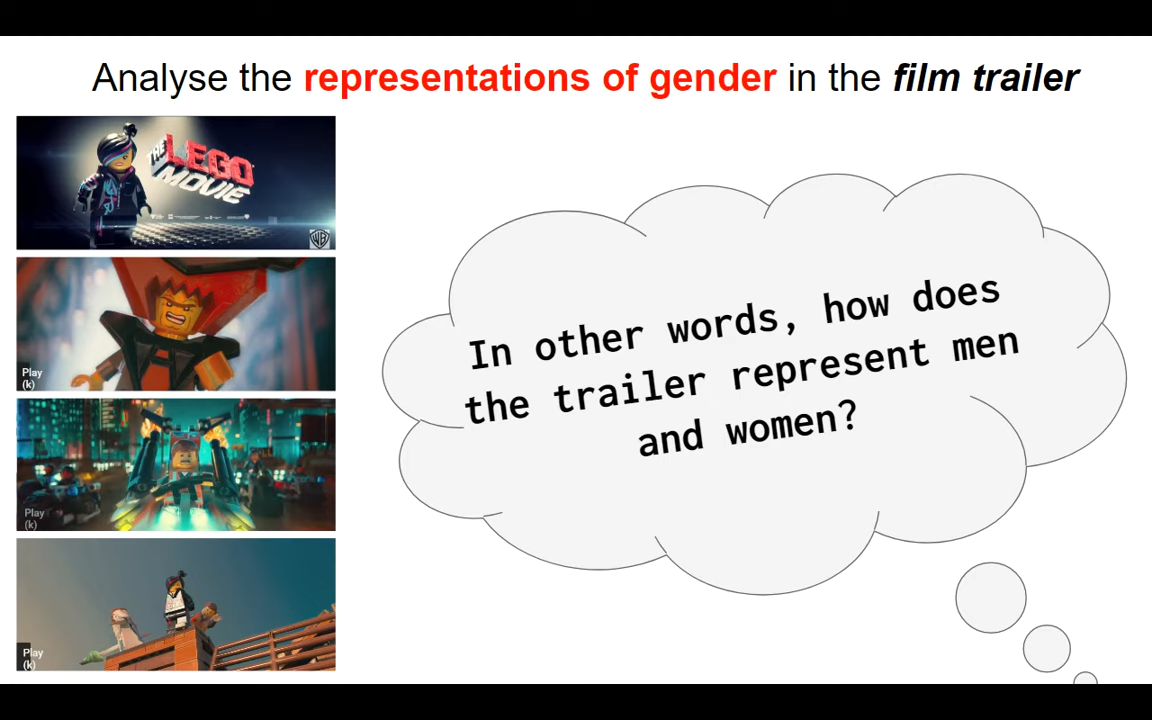 Analyse the representations of gender in the film trailer
THE
LEGO
MOVIE
Play
(k)
Play
(k)
Play
(k)
In other words, how does
the trailer represent men
and women?